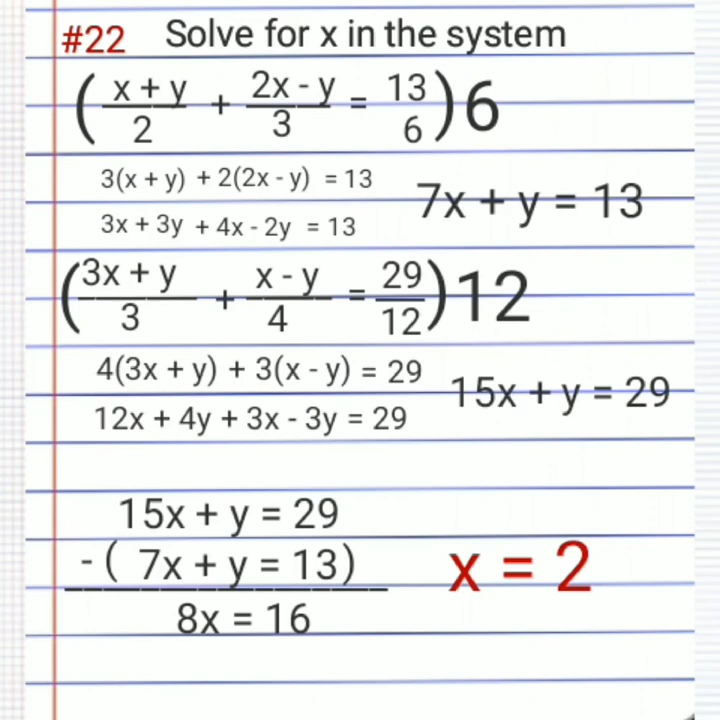 #22 Solve for x in the system
( x + y / 2 + 2x - y / 3 = 13 / 6 ) 6
3(x + y) + 2(2x - y) = 13
3x + 3y + 4x - 2y = 13
7x + y = 13
( 3x + y / 3 + x - y / 4 = 29 / 12 ) 12
4(3x + y) + 3(x - y) = 29
12x + 4y + 3x - 3y = 29
15x + y = 29
15x + y = 29
- ( 7x + y = 13 )
8x = 16
x = 2